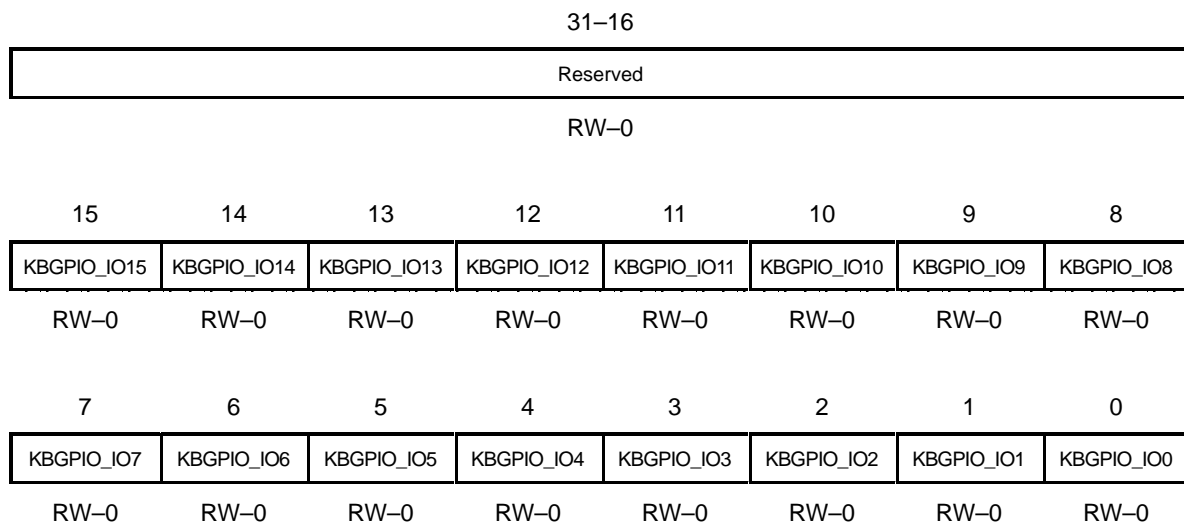 31–16
Reserved
RW–0
15 14 13 12 11 10 9 8
KBGPIO_IO15 KBGPIO_IO14 KBGPIO_IO13 KBGPIO_IO12 KBGPIO_IO11 KBGPIO_IO10 KBGPIO_IO9 KBGPIO_IO8
RW–0 RW–0 RW–0 RW–0 RW–0 RW–0 RW–0 RW–0
7 6 5 4 3 2 1 0
KBGPIO_IO7 KBGPIO_IO6 KBGPIO_IO5 KBGPIO_IO4 KBGPIO_IO3 KBGPIO_IO2 KBGPIO_IO1 KBGPIO_IO0
RW–0 RW–0 RW–0 RW–0 RW–0 RW–0 RW–0 RW–0